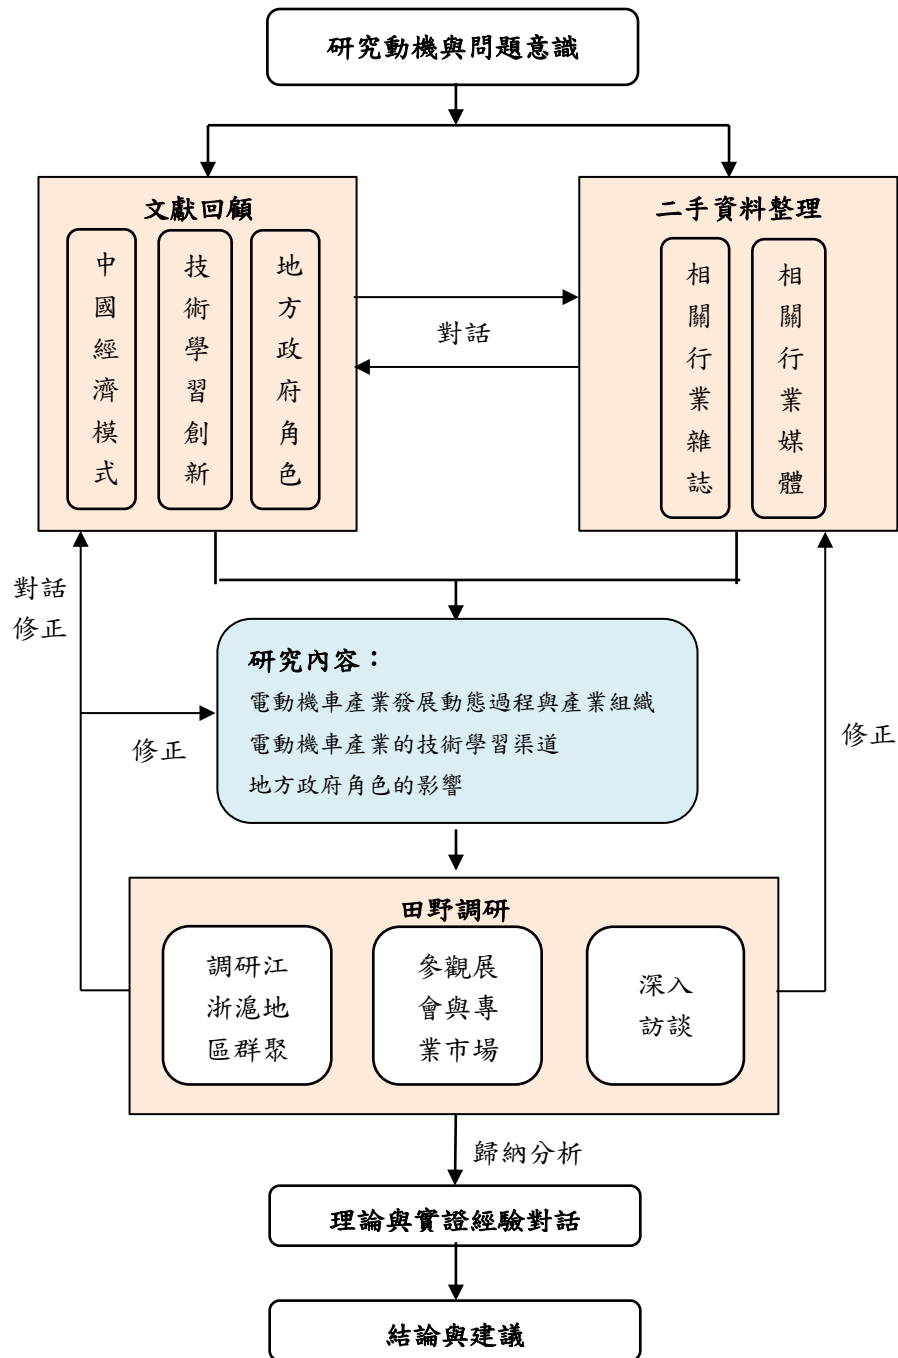 研究動機與問題意識
文獻回顧
中國經濟模式
技術學習創新
地方政府角色
二手資料整理
相關行業雜誌
相關行業媒體
對話
對話
修正
修正
研究內容：
電動機車產業發展動態過程與產業組織
電動機車產業的技術學習渠道
地方政府角色的影響
修正
田野調研
調研江
浙滬地
區群聚
參觀展
會與專
業市場
深入
訪談
歸納分析
理論與實證經驗對話
結論與建議